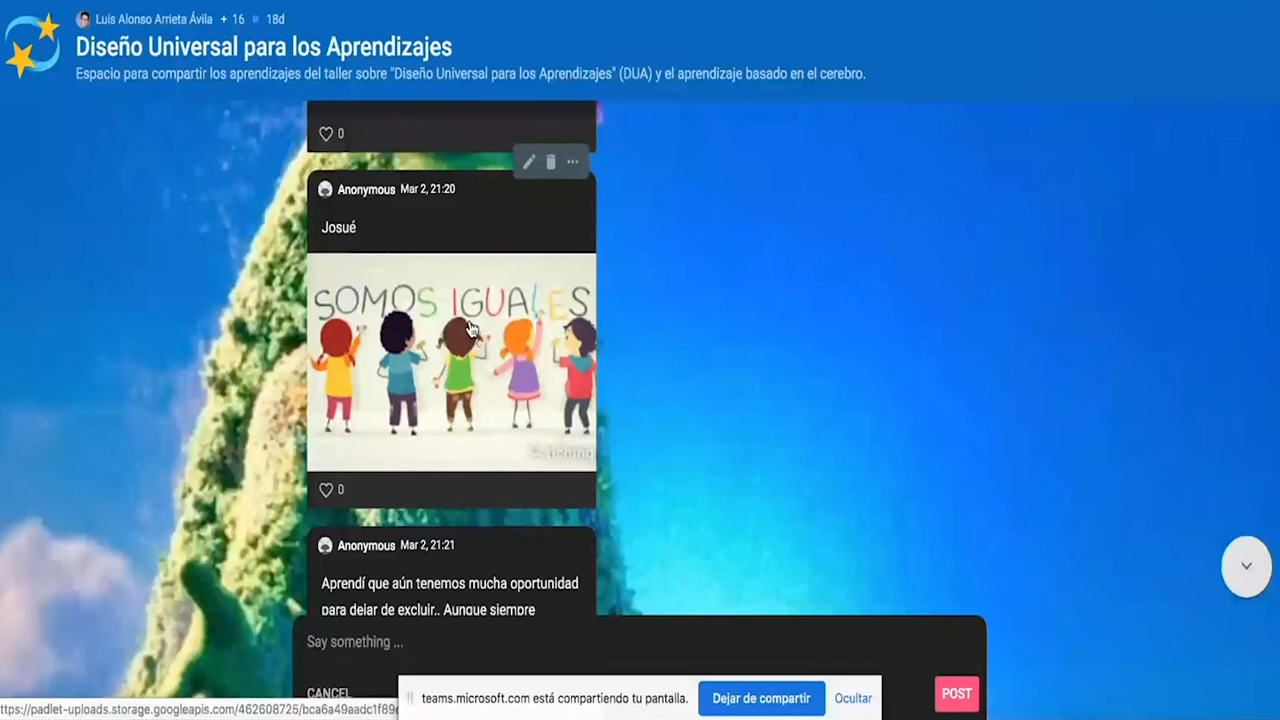 Luis Alonso Arrieta Ávila + 16 18d
Diseño Universal para los Aprendizajes
Espacio para compartir los aprendizajes del taller sobre "Diseño Universal para los Aprendizajes" (DUA) y el aprendizaje basado en el cerebro.
0
Anonymous Mar 2, 21:20
Josué
SOMOS IGUALES
0
Anonymous Mar 2, 21:21
Aprendí que aún tenemos mucha oportunidad
para dejar de excluir.. Aunque siempre
Say something ...
CANCEL
teams.microsoft.com está compartiendo tu pantalla.
Dejar de compartir
Ocultar
POST
ttps://padlet-uploads.storage.googleapis.com/462608725/bca6a49aadc1f89e